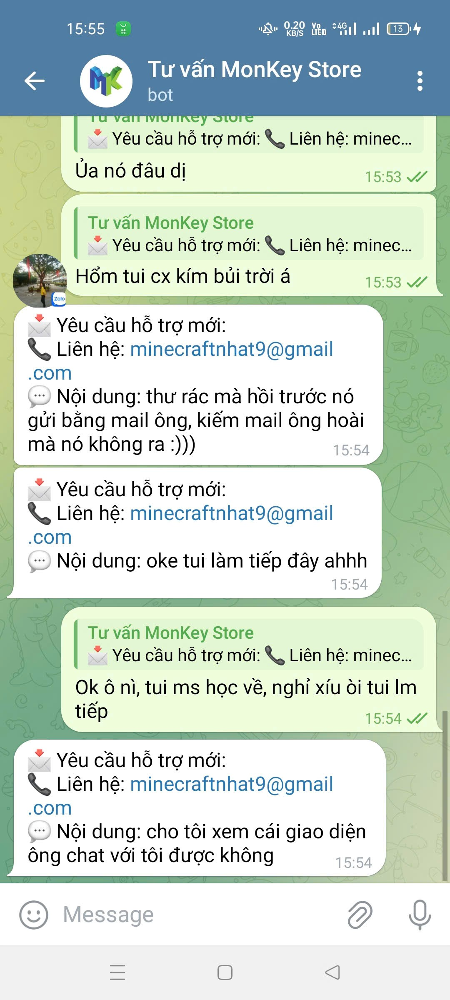 15:55
0.20
KB/S
Vo
LTE
4G
13
Tư vấn MonKey Store
bot
Tư vấn MonKey Store
Yêu cầu hỗ trợ mới: Liên hệ: minec...
Ủa nó đâu dị
15:53
Tư vấn MonKey Store
Yêu cầu hỗ trợ mới: Liên hệ: minec...
Hổm tui cx kím bủi trời á
15:53
Zalo
Yêu cầu hỗ trợ mới:
Liên hệ: minecraftnhat9@gmail
.com
Nội dung: thư rác mà hồi trước nó
gửi bằng mail ông, kiếm mail ông hoài
mà nó không ra :)))
15:54
Yêu cầu hỗ trợ mới:
Liên hệ: minecraftnhat9@gmail
.com
Nội dung: oke tui làm tiếp đây ahhh
15:54
Tư vấn MonKey Store
Yêu cầu hỗ trợ mới: Liên hệ: minec...
Ok ô nì, tui ms học về, nghỉ xíu òi tui lm
tiếp
15:54
Yêu cầu hỗ trợ mới:
Liên hệ: minecraftnhat9@gmail
.com
Nội dung: cho tôi xem cái giao diện
ông chat với tôi được không
15:54
Message